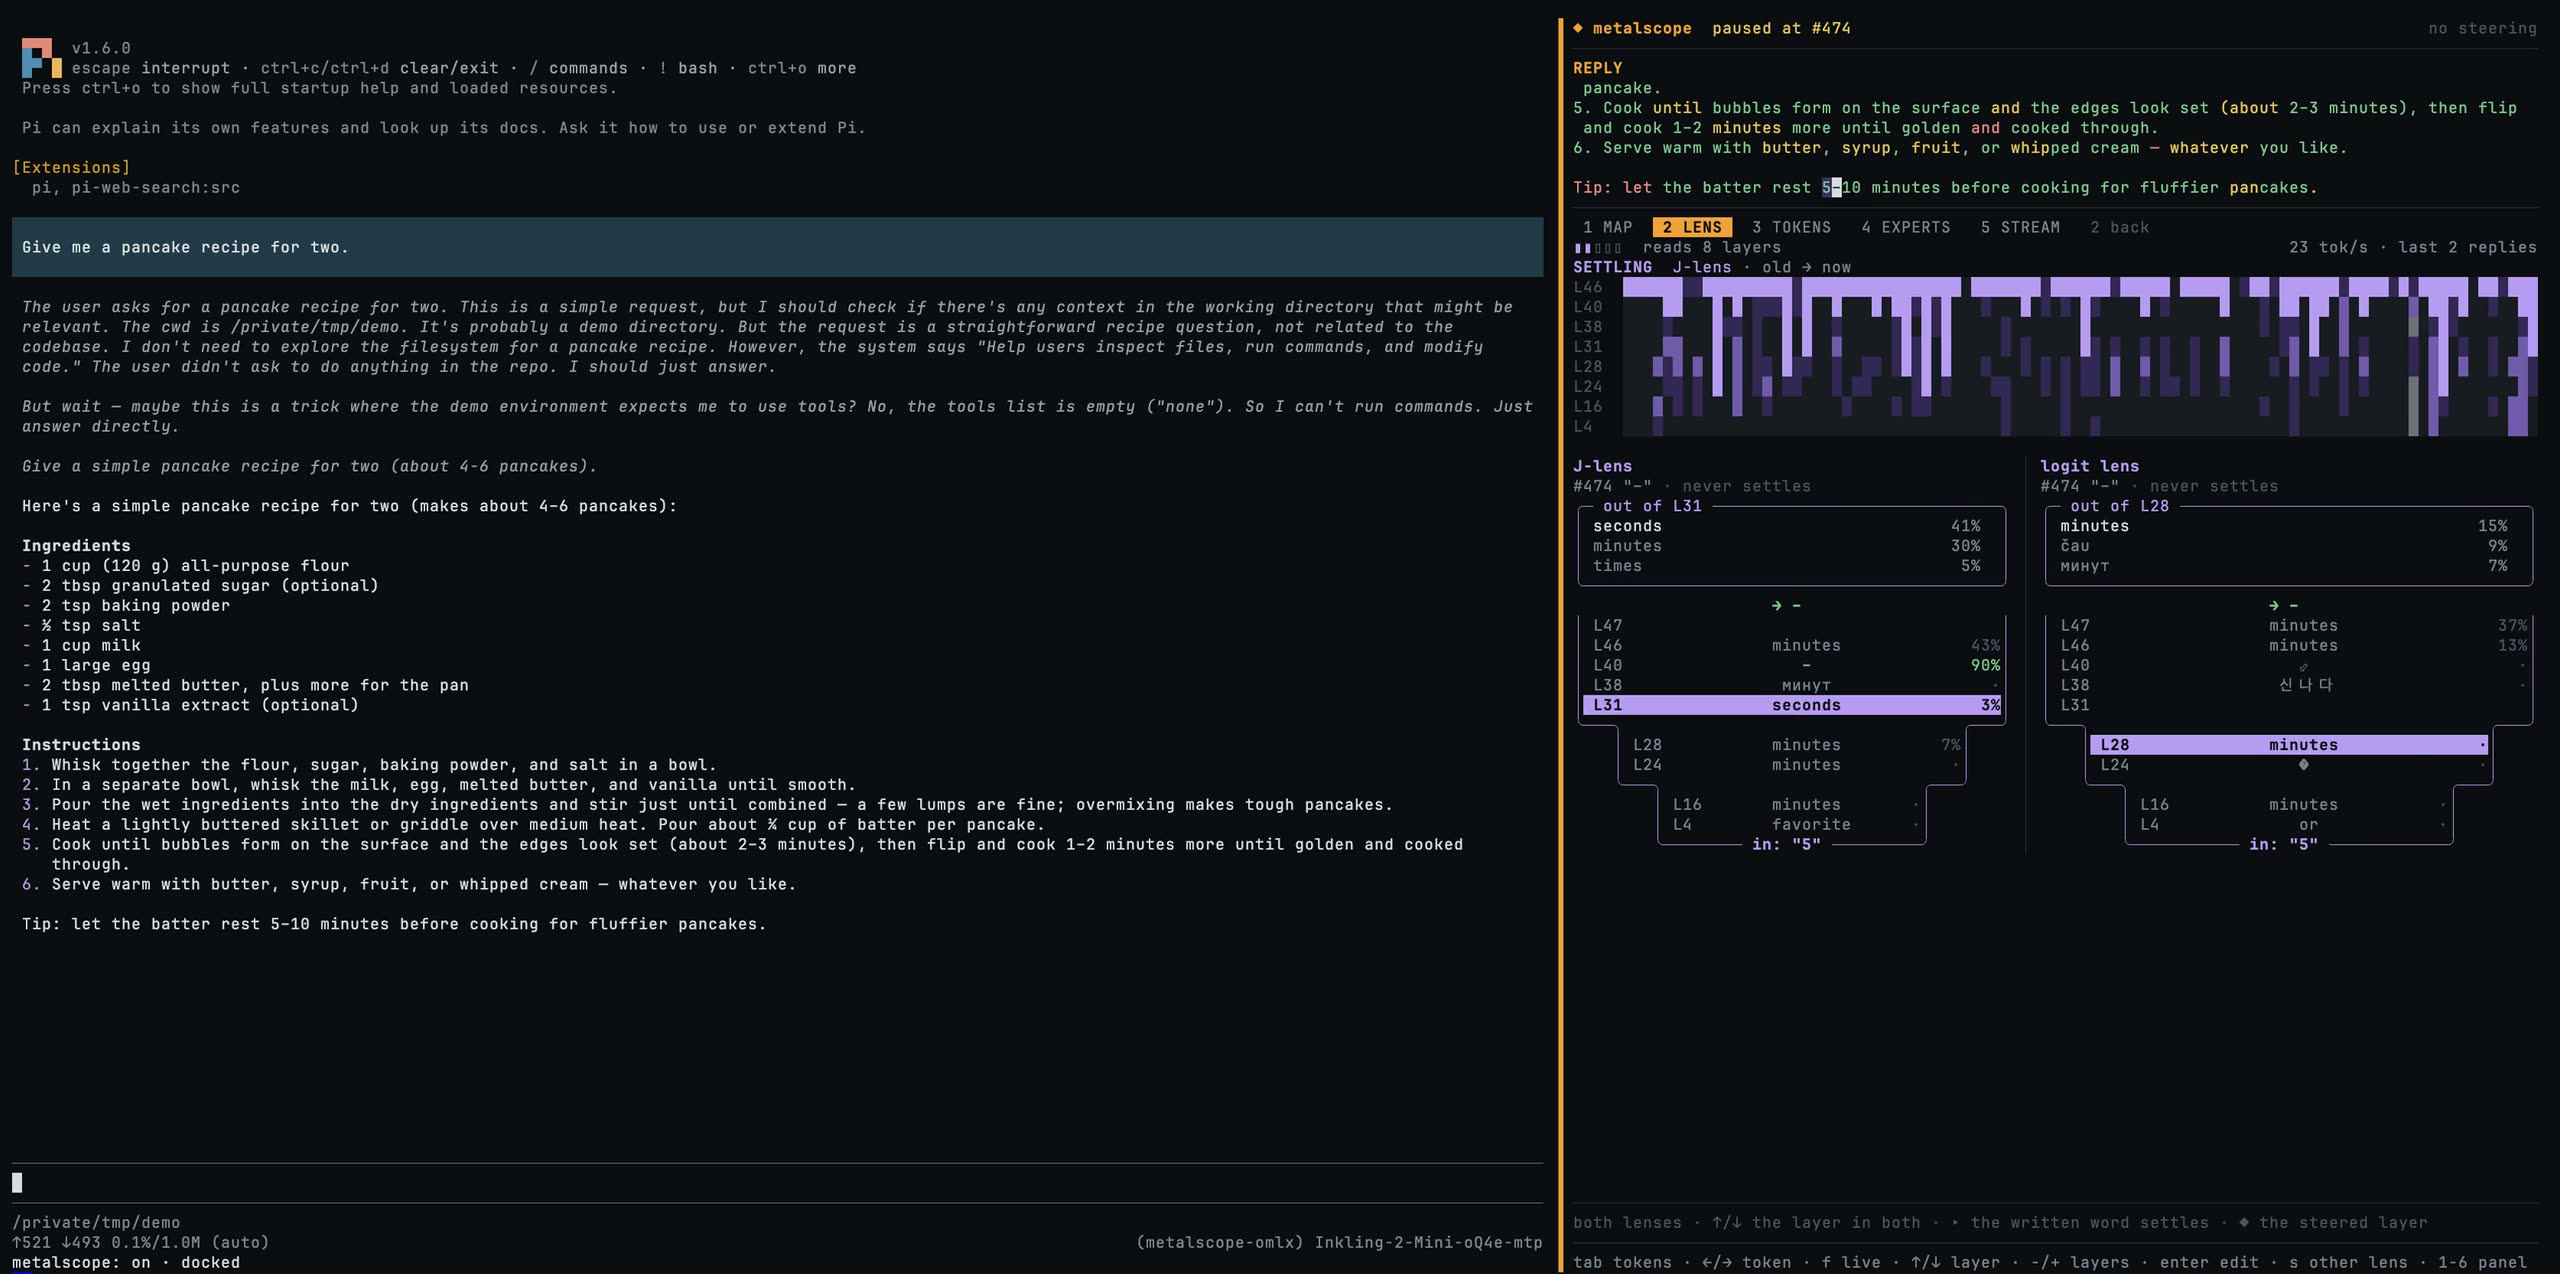 v1.6.0
escape interrupt · ctrl+c/ctrl+d clear/exit · / commands · ! bash · ctrl+o more
Press ctrl+o to show full startup help and loaded resources.
Pi can explain its own features and look up its docs. Ask it how to use or extend Pi.
[Extensions]
pi, pi-web-search:src
Give me a pancake recipe for two.
The user asks for a pancake recipe for two. This is a simple request, but I should check if there's any context in the working directory that might be
relevant. The cwd is /private/tmp/demo. It's probably a demo directory. But the request is a straightforward recipe question, not related to the
codebase. I don't need to explore the filesystem for a pancake recipe. However, the system says "Help users inspect files, run commands, and modify
code." The user didn't ask to do anything in the repo. I should just answer.
But wait — maybe this is a trick where the demo environment expects me to use tools? No, the tools list is empty ("none"). So I can't run commands. Just
answer directly.
Give a simple pancake recipe for two (about 4-6 pancakes).
Here's a simple pancake recipe for two (makes about 4–6 pancakes):
Ingredients
- 1 cup (120 g) all-purpose flour
- 2 tbsp granulated sugar (optional)
- 2 tsp baking powder
- ½ tsp salt
- 1 cup milk
- 1 large egg
- 2 tbsp melted butter, plus more for the pan
- 1 tsp vanilla extract (optional)
Instructions
1. Whisk together the flour, sugar, baking powder, and salt in a bowl.
2. In a separate bowl, whisk the milk, egg, melted butter, and vanilla until smooth.
3. Pour the wet ingredients into the dry ingredients and stir just until combined — a few lumps are fine; overmixing makes tough pancakes.
4. Heat a lightly buttered skillet or griddle over medium heat. Pour about ¼ cup of batter per pancake.
5. Cook until bubbles form on the surface and the edges look set (about 2–3 minutes), then flip and cook 1–2 minutes more until golden and cooked
through.
6. Serve warm with butter, syrup, fruit, or whipped cream — whatever you like.
Tip: let the batter rest 5–10 minutes before cooking for fluffier pancakes.
/private/tmp/demo
↑521 ↓493 0.1%/1.0M (auto) (metalscope-omlx) Inkling-2-Mini-oQ4e-mtp
metalscope: on · docked
◆ metalscope paused at #474 no steering
REPLY
pancake.
5. Cook until bubbles form on the surface and the edges look set (about 2–3 minutes), then flip
and cook 1–2 minutes more until golden and cooked through.
6. Serve warm with butter, syrup, fruit, or whipped cream — whatever you like.
Tip: let the batter rest 5–10 minutes before cooking for fluffier pancakes.
1 MAP 2 LENS 3 TOKENS 4 EXPERTS 5 STREAM 2 back
reads 8 layers 23 tok/s · last 2 replies
SETTLING J-lens · old → now
L46
L40
L38
L31
L28
L24
L16
L4
J-lens
#474 "–" · never settles
out of L31
seconds 41%
minutes 30%
times 5%
→ –
L47
L46 minutes 43%
L40 – 90%
L38 минут ·
L31 seconds 3%
L28 minutes 7%
L24 minutes ·
L16 minutes ·
L4 favorite ·
in: "5"
logit lens
#474 "–" · never settles
out of L28
minutes 15%
čau 9%
минут 7%
→ –
L47 minutes 37%
L46 minutes 13%
L40 ·
L38 신나다 ·
L31
L28 minutes ·
L24 ·
L16 minutes ·
L4 or ·
in: "5"
both lenses · ↑/↓ the layer in both · ‣ the written word settles · ◆ the steered layer
tab tokens · ←/→ token · f live · ↑/↓ layer · -/+ layers · enter edit · s other lens · 1-6 panel